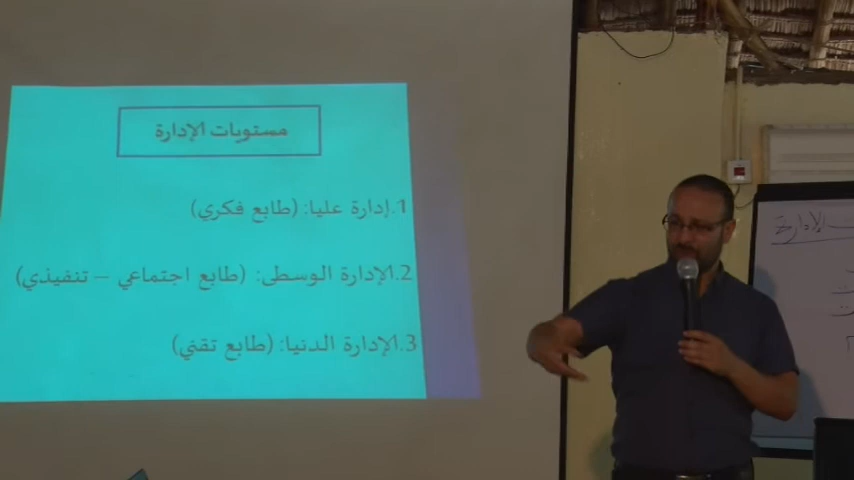 مستويات الإدارة
1.إدارة عليا: (طابع فكري)
2.الإدارة الوسطى: (طابع اجتماعي – تنفيذي)
3.الإدارة الدنيا: (طابع تقني)